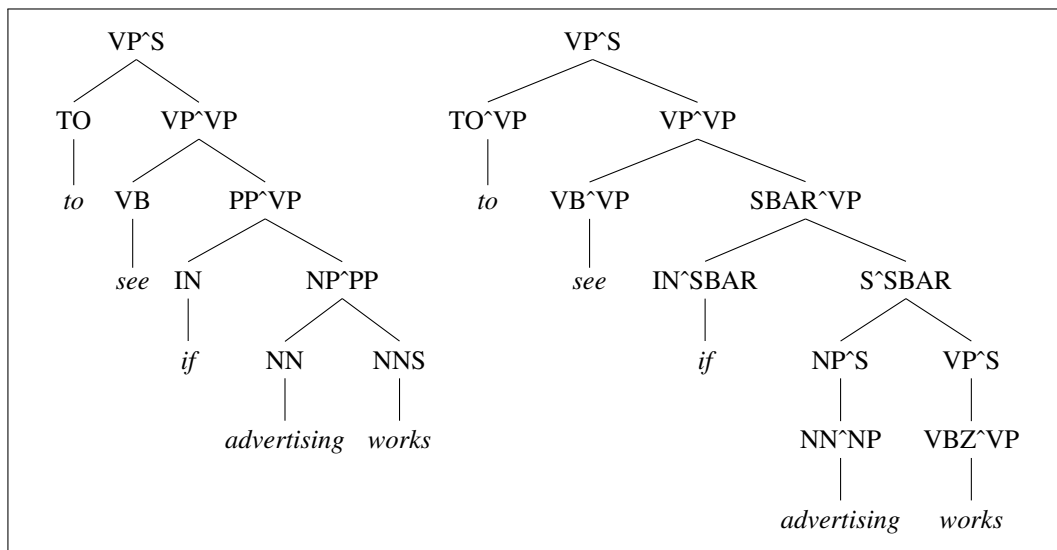 VP^S VP^S
TO VP^VP TO^VP VP^VP
to VB PP^VP to VB^VP SBAR^VP
see IN NP^PP see IN^SBAR S^SBAR
if NN NNS if NP^S VP^S
advertising works NN^NP VBZ^VP
advertising works